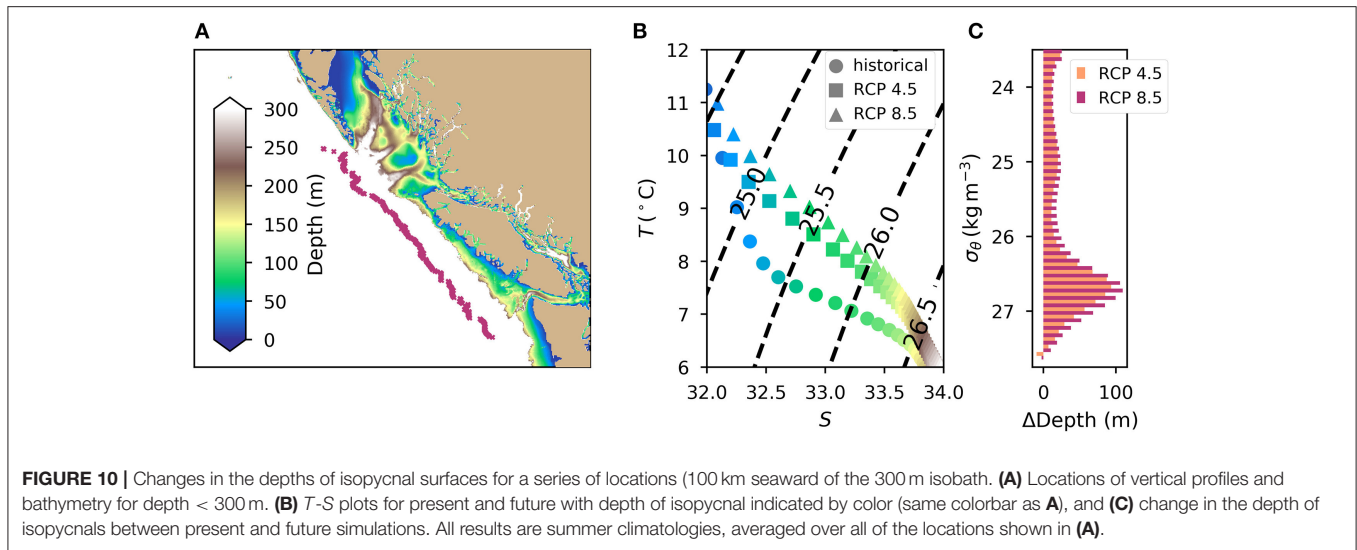 A
300
250
200
150
100
50
0
Depth (m)
B
12
11
10
9
8
7
6
T (°C)
32.0 32.5 33.0 33.5 34.0
S
historical
RCP 4.5
RCP 8.5
25.0
25.5
26.0
26.5
C
24
25
26
27
σθ (kg m−3)
RCP 4.5
RCP 8.5
0 100
ΔDepth (m)
FIGURE 10 | Changes in the depths of isopycnal surfaces for a series of locations (100 km seaward of the 300 m isobath. (A) Locations of vertical profiles and
bathymetry for depth < 300 m. (B) T-S plots for present and future with depth of isopycnal indicated by color (same colorbar as A), and (C) change in the depth of
isopycnals between present and future simulations. All results are summer climatologies, averaged over all of the locations shown in (A).